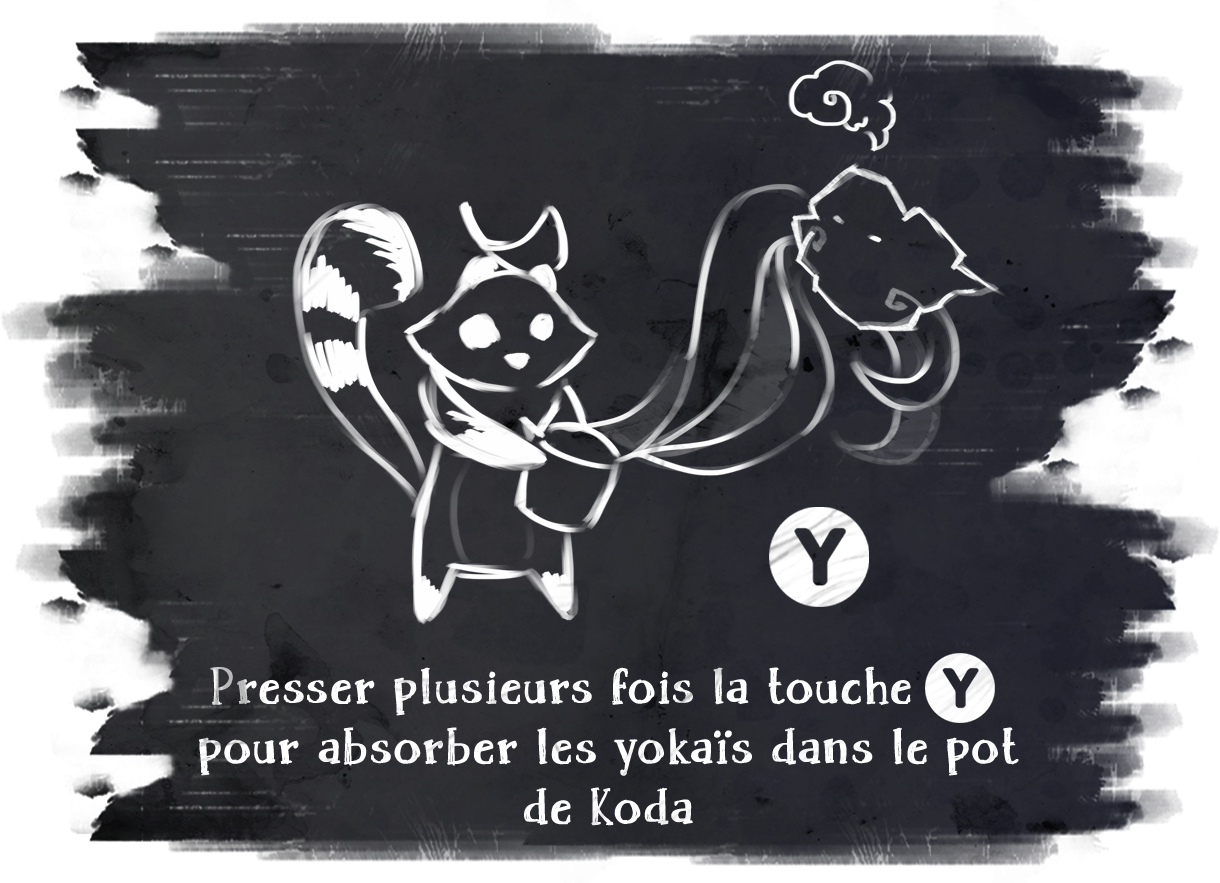 Y
Presser plusieurs fois la touche Y
pour absorber les yokaïs dans le pot
de Koda